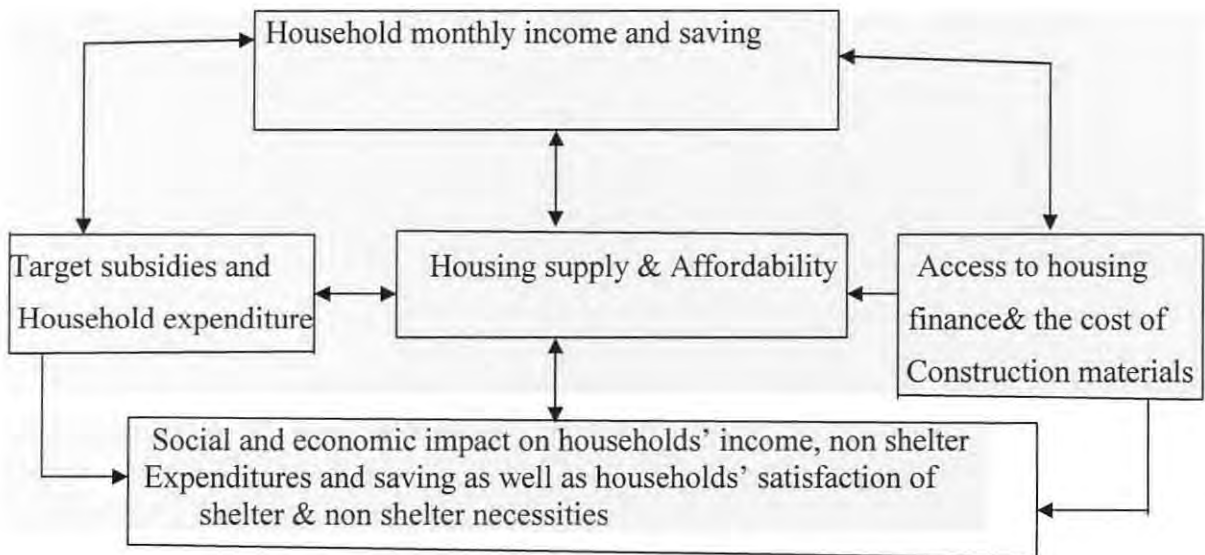 Household monthly income and saving
Target subsidies and
Household expenditure
Housing supply & Affordability
Access to housing
finance& the cost of
Construction materials
Social and economic impact on households’ income, non shelter
Expenditures and saving as well as households’ satisfaction of
shelter & non shelter necessities